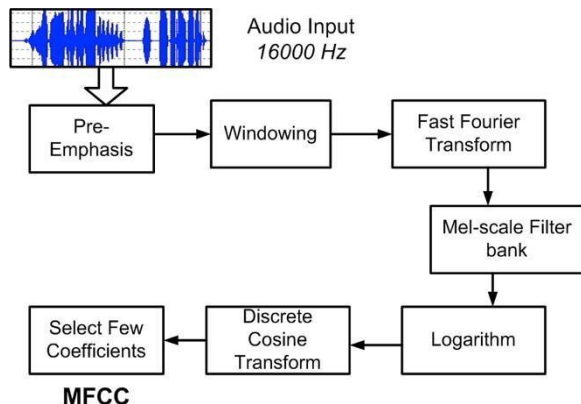 Audio Input
16000 Hz
Pre-
Emphasis
Windowing
Fast Fourier
Transform
Mel-scale Filter
bank
Logarithm
Discrete
Cosine
Transform
Select Few
Coefficients
MFCC